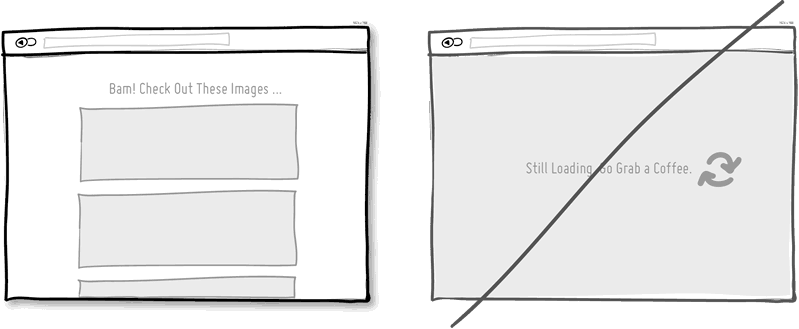 Bam! Check Out These Images ...
Still Loading. Go Grab a Coffee.